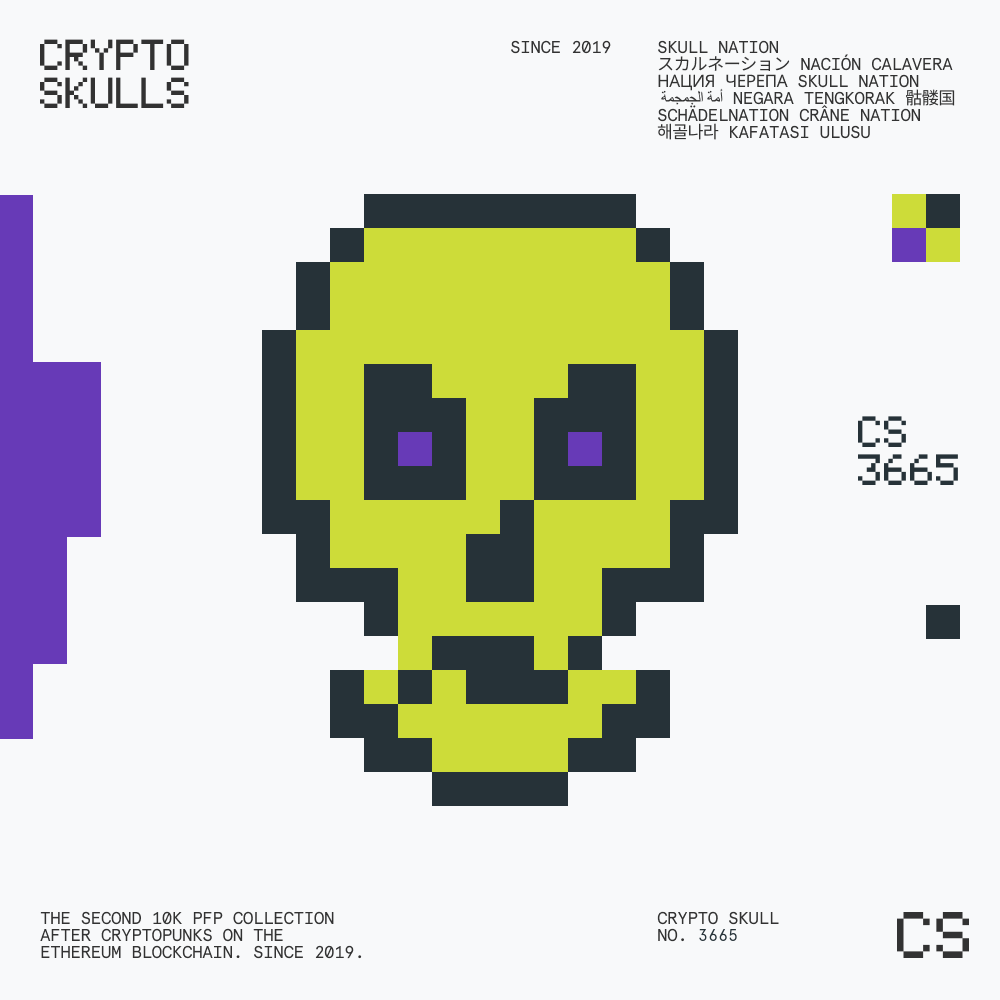 CRYPTO
SKULLS
SINCE 2019
SKULL NATION
スカルネーション NACIÓN CALAVERA
НАЦИЯ ЧЕРЕПА SKULL NATION
أمة الجمجمة NEGARA TENGKORAK 骷髅国
SCHÄDELNATION CRÂNE NATION
해골나라 KAFATASI ULUSU
CS
3665
THE SECOND 10K PFP COLLECTION
AFTER CRYPTOPUNKS ON THE
ETHEREUM BLOCKCHAIN. SINCE 2019.
CRYPTO SKULL
NO. 3665
CS